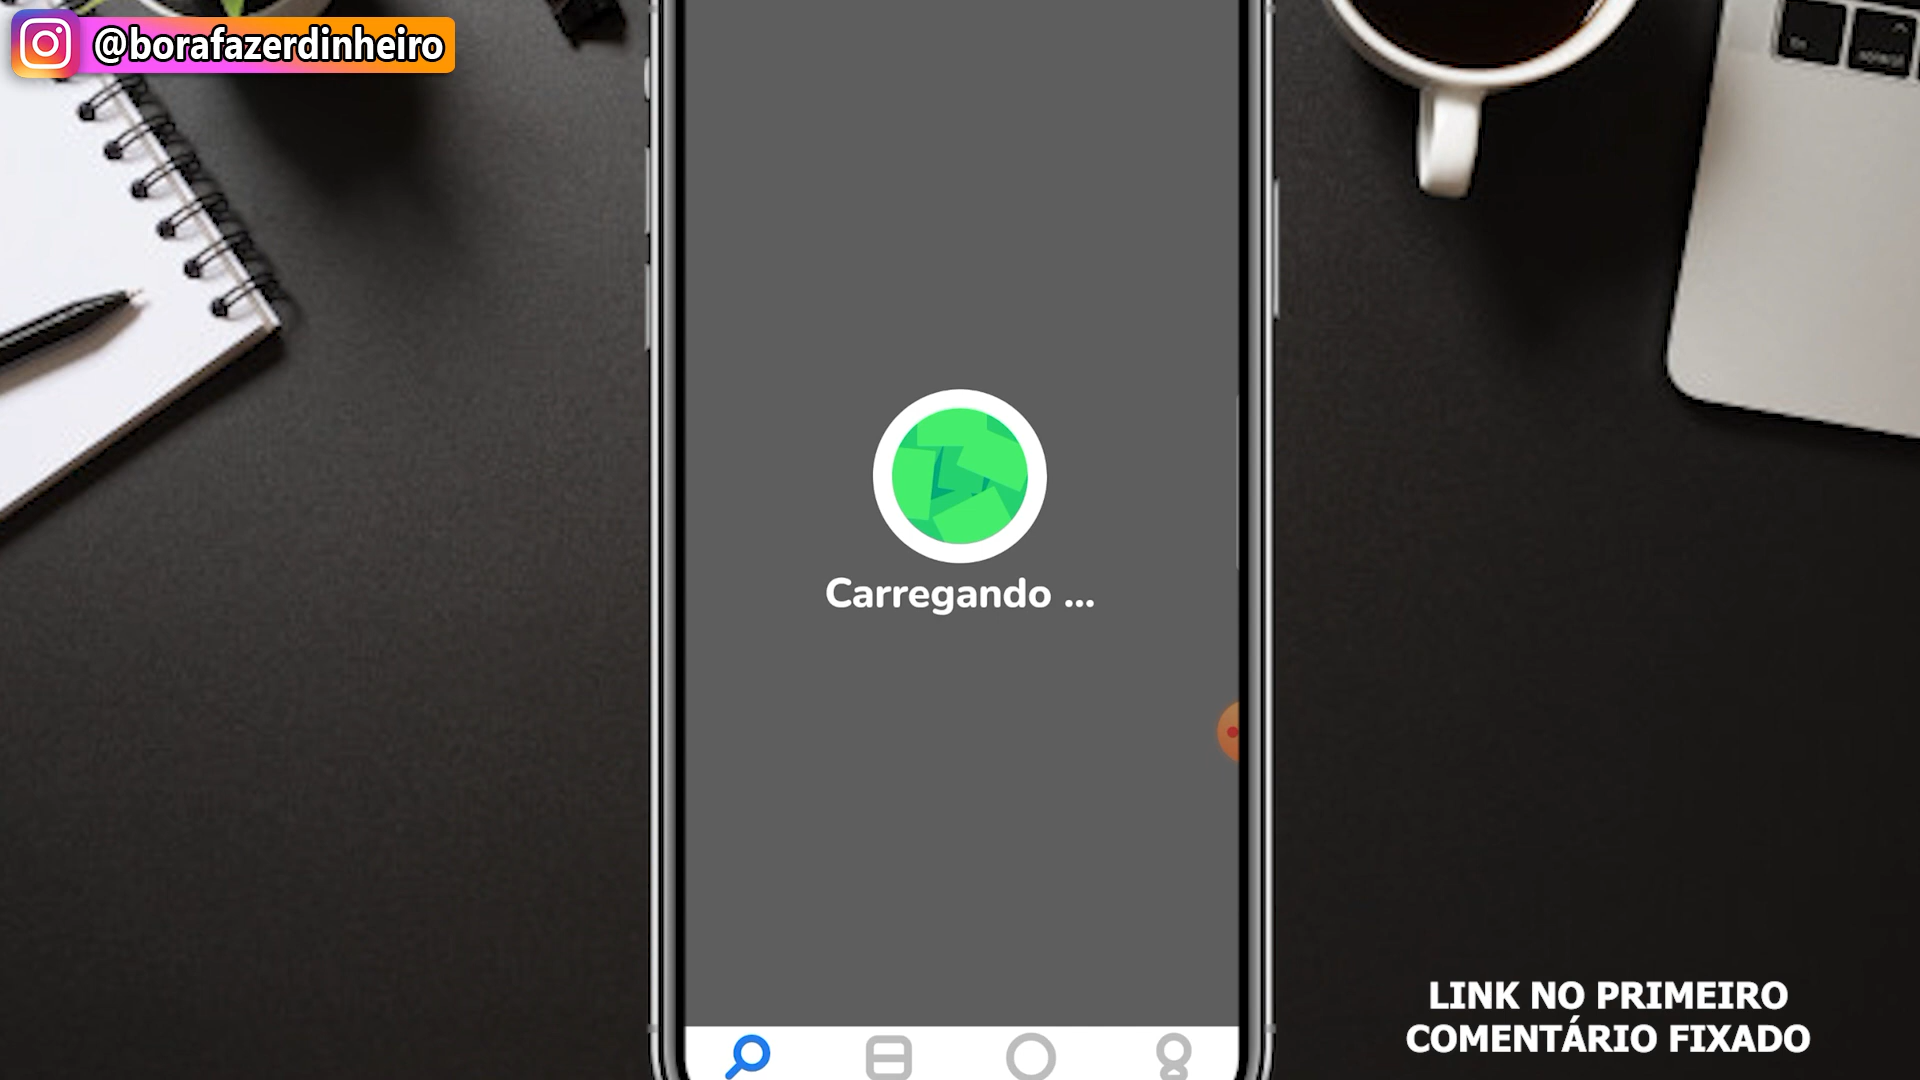 @borafazerdinheiro
Carregando ...
LINK NO PRIMEIRO
COMENTÁRIO FIXADO